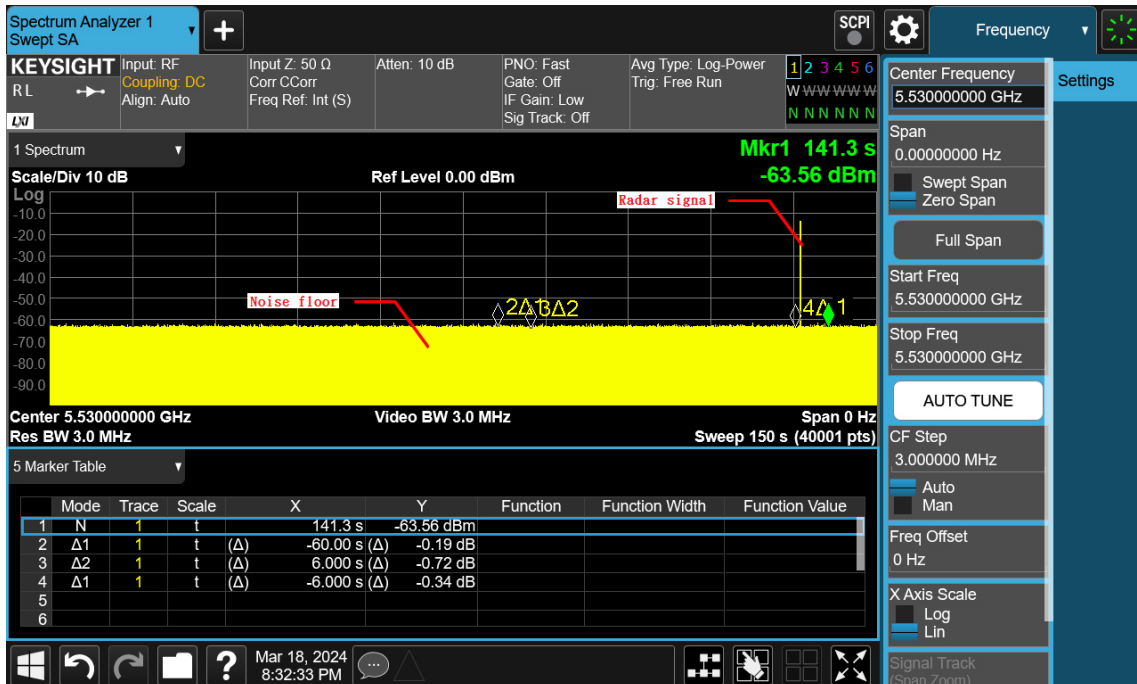 Spectrum Analyzer 1
Swept SA
+
SCPI
Frequency
KEYSIGHT
RL
LXI
Input: RF
Coupling: DC
Align: Auto
Input Z: 50 Ω
Corr CCorr
Freq Ref: Int (S)
Atten: 10 dB
PNO: Fast
Gate: Off
IF Gain: Low
Sig Track: Off
Avg Type: Log-Power
Trig: Free Run
1 2 3 4 5 6
W W W W W W
N N N N N N
1 Spectrum
Mkr1 141.3 s
Scale/Div 10 dB Ref Level 0.00 dBm -63.56 dBm
Log
Radar signal
-10.0
-20.0
-30.0
-40.0
-50.0
Noise floor
2Δ1 3Δ2 4Δ1
-60.0
-70.0
-80.0
-90.0
Center 5.530000000 GHz Video BW 3.0 MHz Span 0 Hz
Res BW 3.0 MHz Sweep 150 s (40001 pts)
5 Marker Table
Mode Trace Scale X Y Function Function Width Function Value
1 N 1 t 141.3 s -63.56 dBm
2 Δ1 1 t (Δ) -60.00 s (Δ) -0.19 dB
3 Δ2 1 t (Δ) 6.000 s (Δ) -0.72 dB
4 Δ1 1 t (Δ) -6.000 s (Δ) -0.34 dB
5
6
?
Mar 18, 2024
8:32:33 PM
Center Frequency
5.530000000 GHz
Settings
Span
0.00000000 Hz
Swept Span
Zero Span
Full Span
Start Freq
5.530000000 GHz
Stop Freq
5.530000000 GHz
AUTO TUNE
CF Step
3.000000 MHz
Auto
Man
Freq Offset
0 Hz
X Axis Scale
Log
Lin
Signal Track
(Span Zoom)